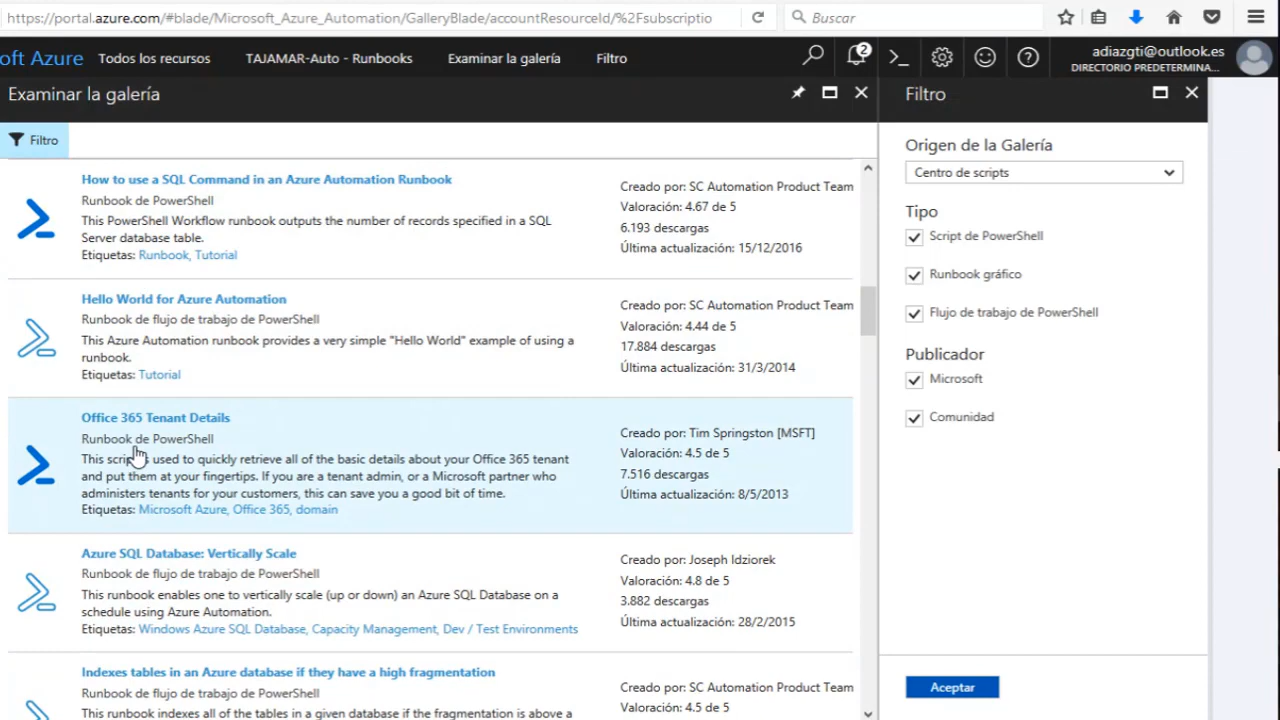 https://portal.azure.com/#blade/Microsoft_Azure_Automation/GalleryBlade/accountResourceId/%2Fsubscriptio
Buscar
oft Azure Todos los recursos TAJAMAR-Auto - Runbooks Examinar la galería Filtro
2
adiazgti@outlook.es
DIRECTORIO PREDETERMINA...
Examinar la galería
Filtro
How to use a SQL Command in an Azure Automation Runbook
Runbook de PowerShell
This PowerShell Workflow runbook outputs the number of records specified in a SQL
Server database table.
Etiquetas: Runbook, Tutorial
Creado por: SC Automation Product Team
Valoración: 4.67 de 5
6.193 descargas
Última actualización: 15/12/2016
Hello World for Azure Automation
Runbook de flujo de trabajo de PowerShell
This Azure Automation runbook provides a very simple "Hello World" example of using a
runbook.
Etiquetas: Tutorial
Creado por: SC Automation Product Team
Valoración: 4.44 de 5
17.884 descargas
Última actualización: 31/3/2014
Office 365 Tenant Details
Runbook de PowerShell
This script is used to quickly retrieve all of the basic details about your Office 365 tenant
and put them at your fingertips. If you are a tenant admin, or a Microsoft partner who
administers tenants for your customers, this can save you a good bit of time.
Etiquetas: Microsoft Azure, Office 365, domain
Creado por: Tim Springston [MSFT]
Valoración: 4.5 de 5
7.516 descargas
Última actualización: 8/5/2013
Azure SQL Database: Vertically Scale
Runbook de flujo de trabajo de PowerShell
This runbook enables one to vertically scale (up or down) an Azure SQL Database on a
schedule using Azure Automation.
Etiquetas: Windows Azure SQL Database, Capacity Management, Dev / Test Environments
Creado por: Joseph Idziorek
Valoración: 4.8 de 5
3.882 descargas
Última actualización: 28/2/2015
Indexes tables in an Azure database if they have a high fragmentation
Runbook de flujo de trabajo de PowerShell
This runbook indexes all of the tables in a given database if the fragmentation is above a
Creado por: SC Automation Product Team
Valoración: 4.5 de 5
Filtro
Origen de la Galería
Centro de scripts
Tipo
Script de PowerShell
Runbook gráfico
Flujo de trabajo de PowerShell
Publicador
Microsoft
Comunidad
Aceptar